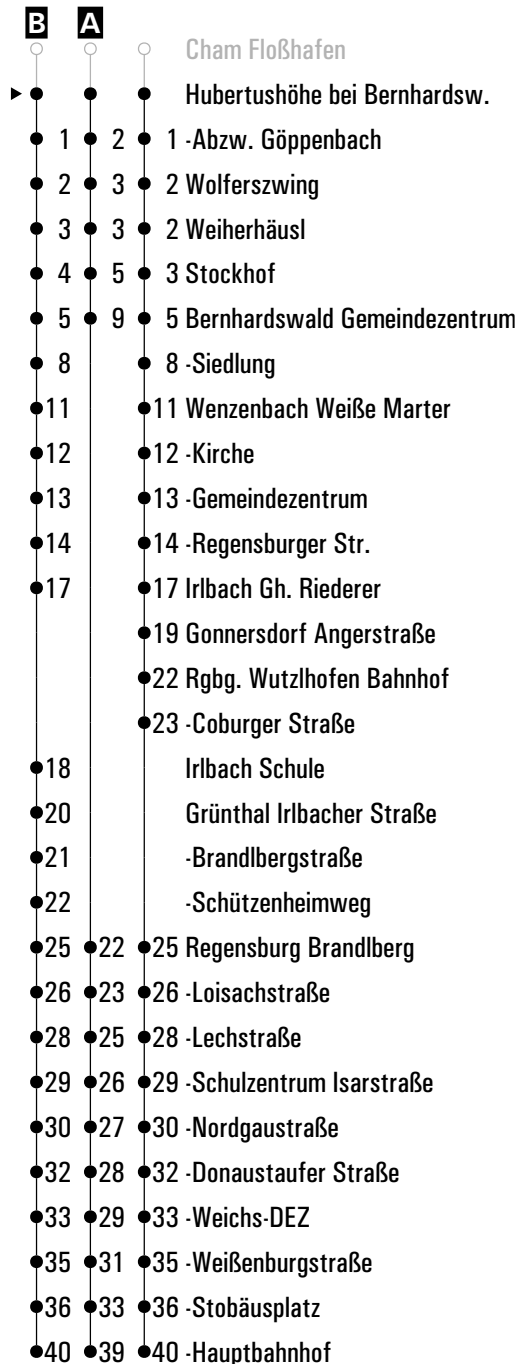 B A
Cham Floßhafen
Hubertushöhe bei Bernhardsw.
1 2 1 -Abzw. Göppenbach
2 3 2 Wolferszwing
3 3 2 Weiherhäusl
4 5 3 Stockhof
5 9 5 Bernhardswald Gemeindezentrum
8 8 -Siedlung
11 11 Wenzenbach Weiße Marter
12 12 -Kirche
13 13 -Gemeindezentrum
14 14 -Regensburger Str.
17 17 Irlbach Gh. Riederer
19 Gonnersdorf Angerstraße
22 Rgbg. Wutzlhofen Bahnhof
23 -Coburger Straße
18 Irlbach Schule
20 Grünthal Irlbacher Straße
21 -Brandlbergstraße
22 -Schützenheimweg
25 22 25 Regensburg Brandlberg
26 23 26 -Loisachstraße
28 25 28 -Lechstraße
29 26 29 -Schulzentrum Isarstraße
30 27 30 -Nordgaustraße
32 28 32 -Donaustaufer Straße
33 29 33 -Weichs-DEZ
35 31 35 -Weißenburgstraße
36 33 36 -Stobäusplatz
40 39 40 -Hauptbahnhof